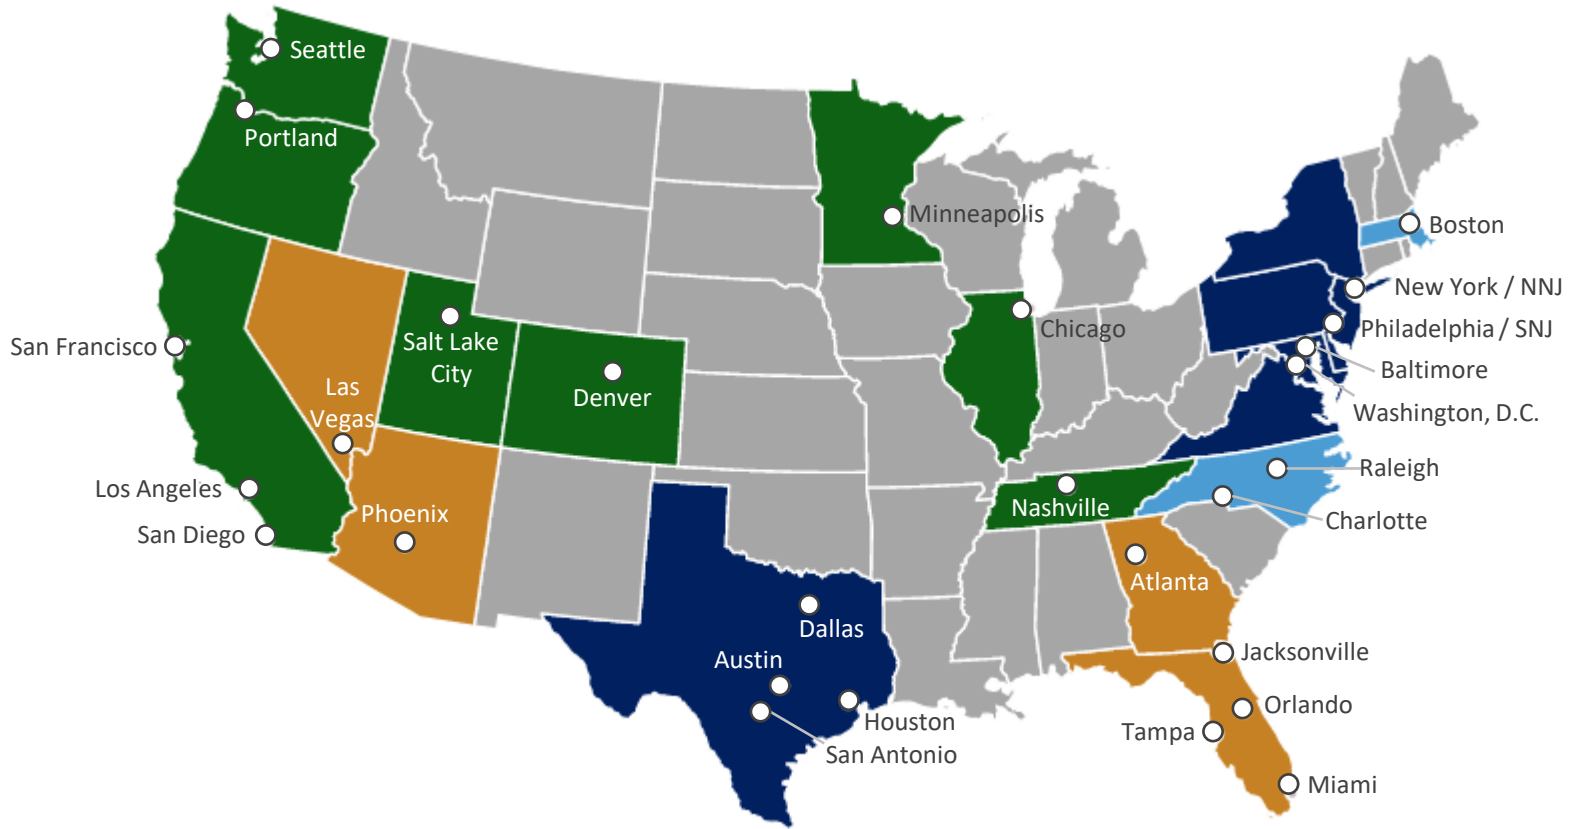 Seattle
Portland
Minneapolis
Boston
New York / NNJ
Philadelphia / SNJ
Chicago
San Francisco
Salt Lake
City
Baltimore
Denver
Las
Vegas
Washington, D.C.
Raleigh
Los Angeles
Nashville
Phoenix
Charlotte
San Diego
Atlanta
Dallas
Jacksonville
Austin
Orlando
Houston
Tampa
San Antonio
Miami